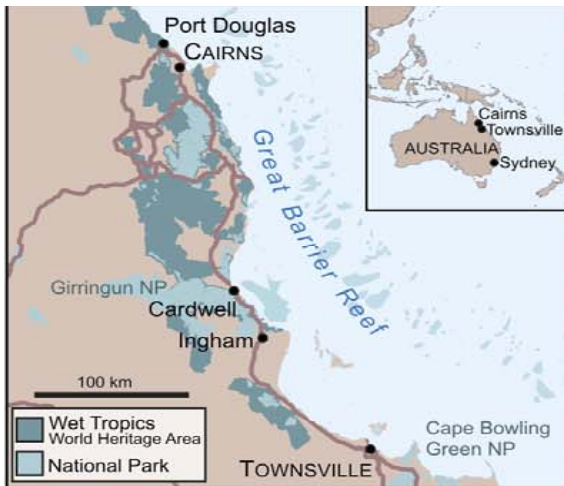 Port Douglas
CAIRNS
Great Barrier Reef
Girringun NP
Cardwell
Ingham
100 km
Wet Tropics
World Heritage Area
National Park
TOWNSVILLE
Cape Bowling
Green NP
Cairns
Townsville
AUSTRALIA
Sydney